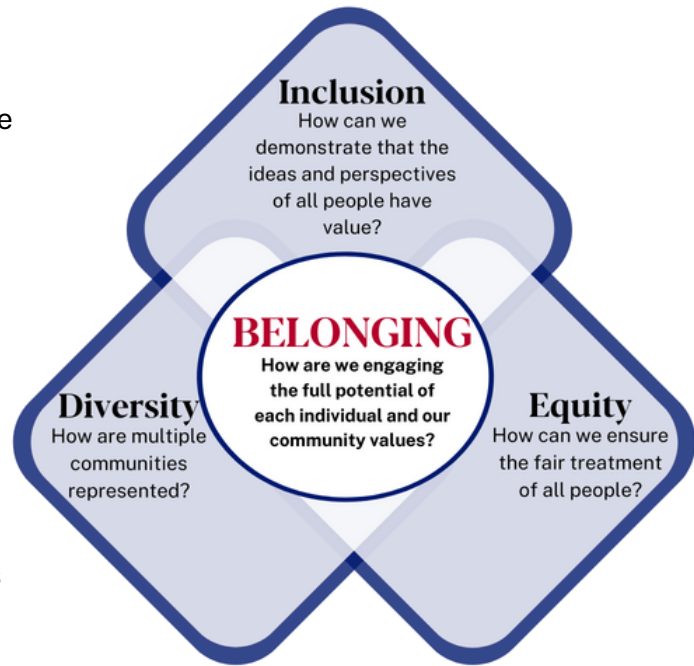 Inclusion
How can we
demonstrate that the
ideas and perspectives
of all people have
value?
BELONGING
How are we engaging
the full potential of
each individual and our
community values?
Diversity
How are multiple
communities
represented?
Equity
How can we ensure
the fair treatment
of all people?